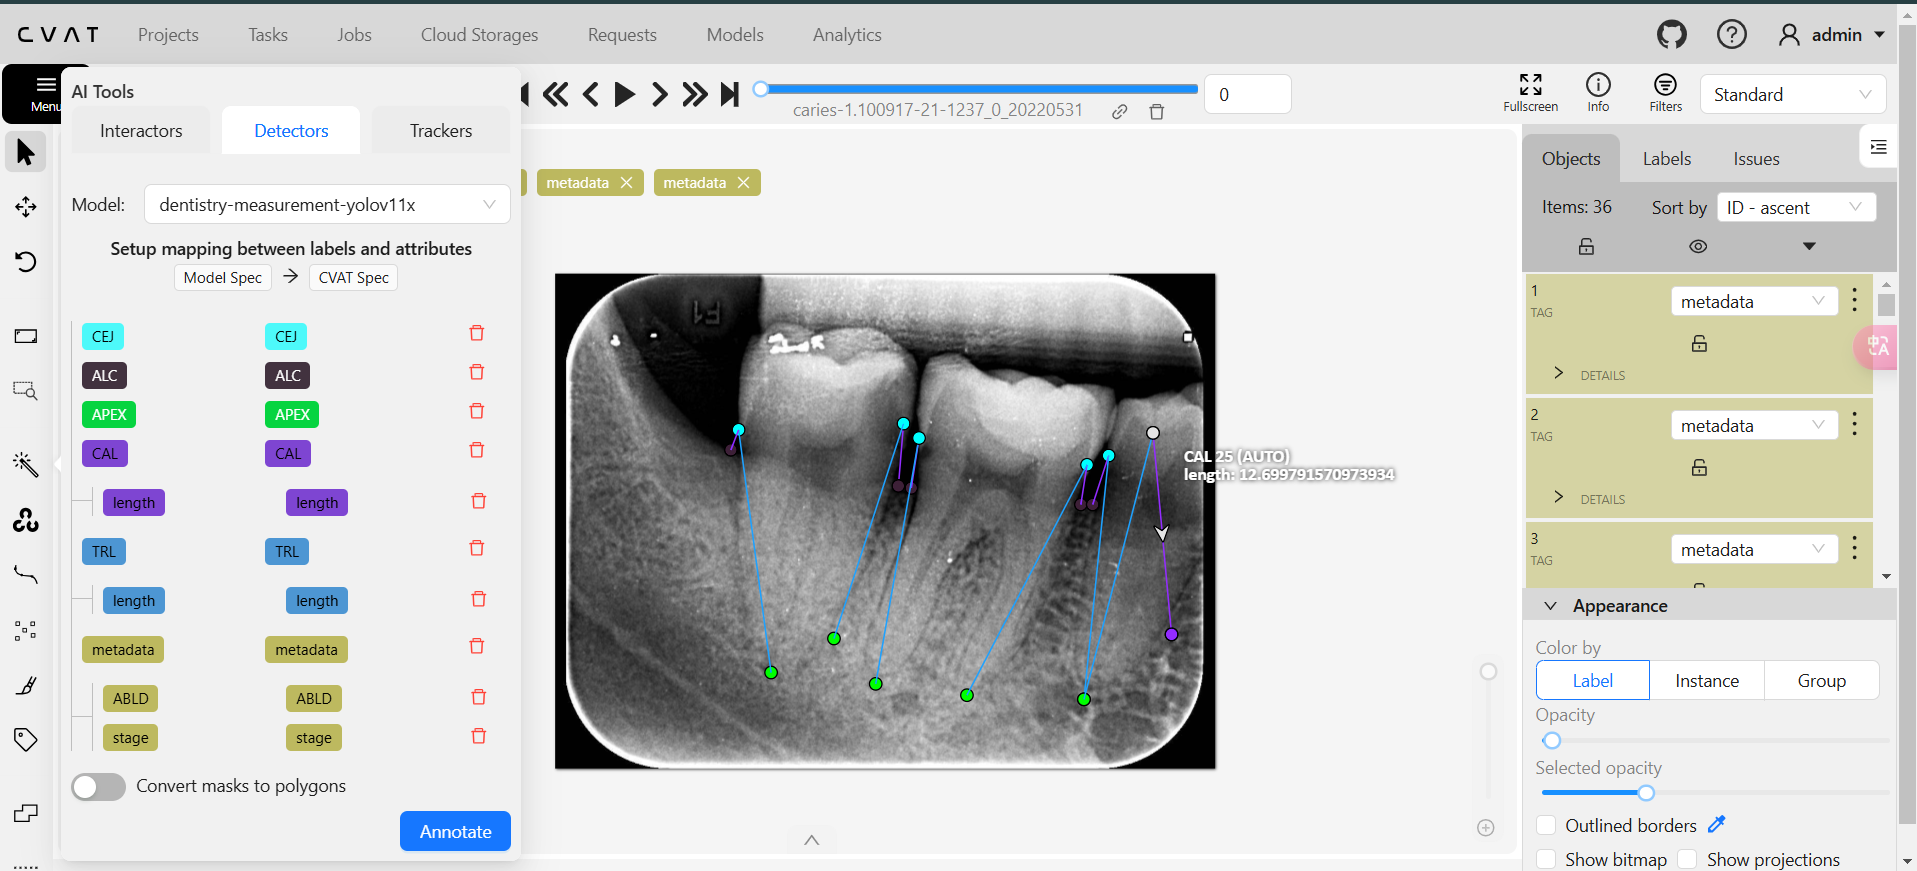 CVAT
Projects
Tasks
Jobs
Cloud Storages
Requests
Models
Analytics
admin
Menu
AI Tools
Interactors
Detectors
Trackers
Model:
dentistry-measurement-yolov11x
Setup mapping between labels and attributes
Model Spec
CVAT Spec
CEJ
CEJ
ALC
ALC
APEX
APEX
CAL
CAL
length
length
TRL
TRL
length
length
metadata
metadata
ABLD
ABLD
stage
stage
Convert masks to polygons
Annotate
caries-1.100917-21-1237_0_20220531
0
Fullscreen
Info
Filters
Standard
metadata
metadata
CAL 25 (AUTO)
length: 12.699791570973934
Objects
Labels
Issues
Items: 36
Sort by
ID - ascent
1
TAG
metadata
DETAILS
2
TAG
metadata
DETAILS
3
TAG
metadata
Appearance
Color by
Label
Instance
Group
Opacity
Selected opacity
Outlined borders
Show bitmap
Show projections